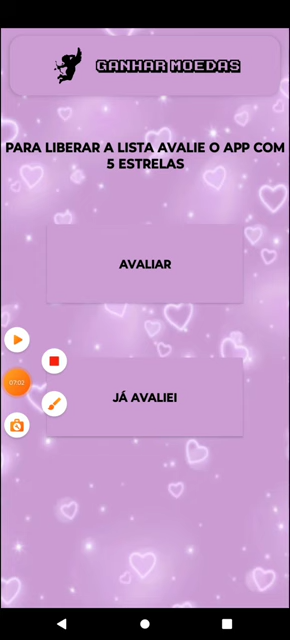 GANHAR MOEDAS
PARA LIBERAR A LISTA AVALIE O APP COM
5 ESTRELAS
AVALIAR
JÁ AVALIEI
07:02